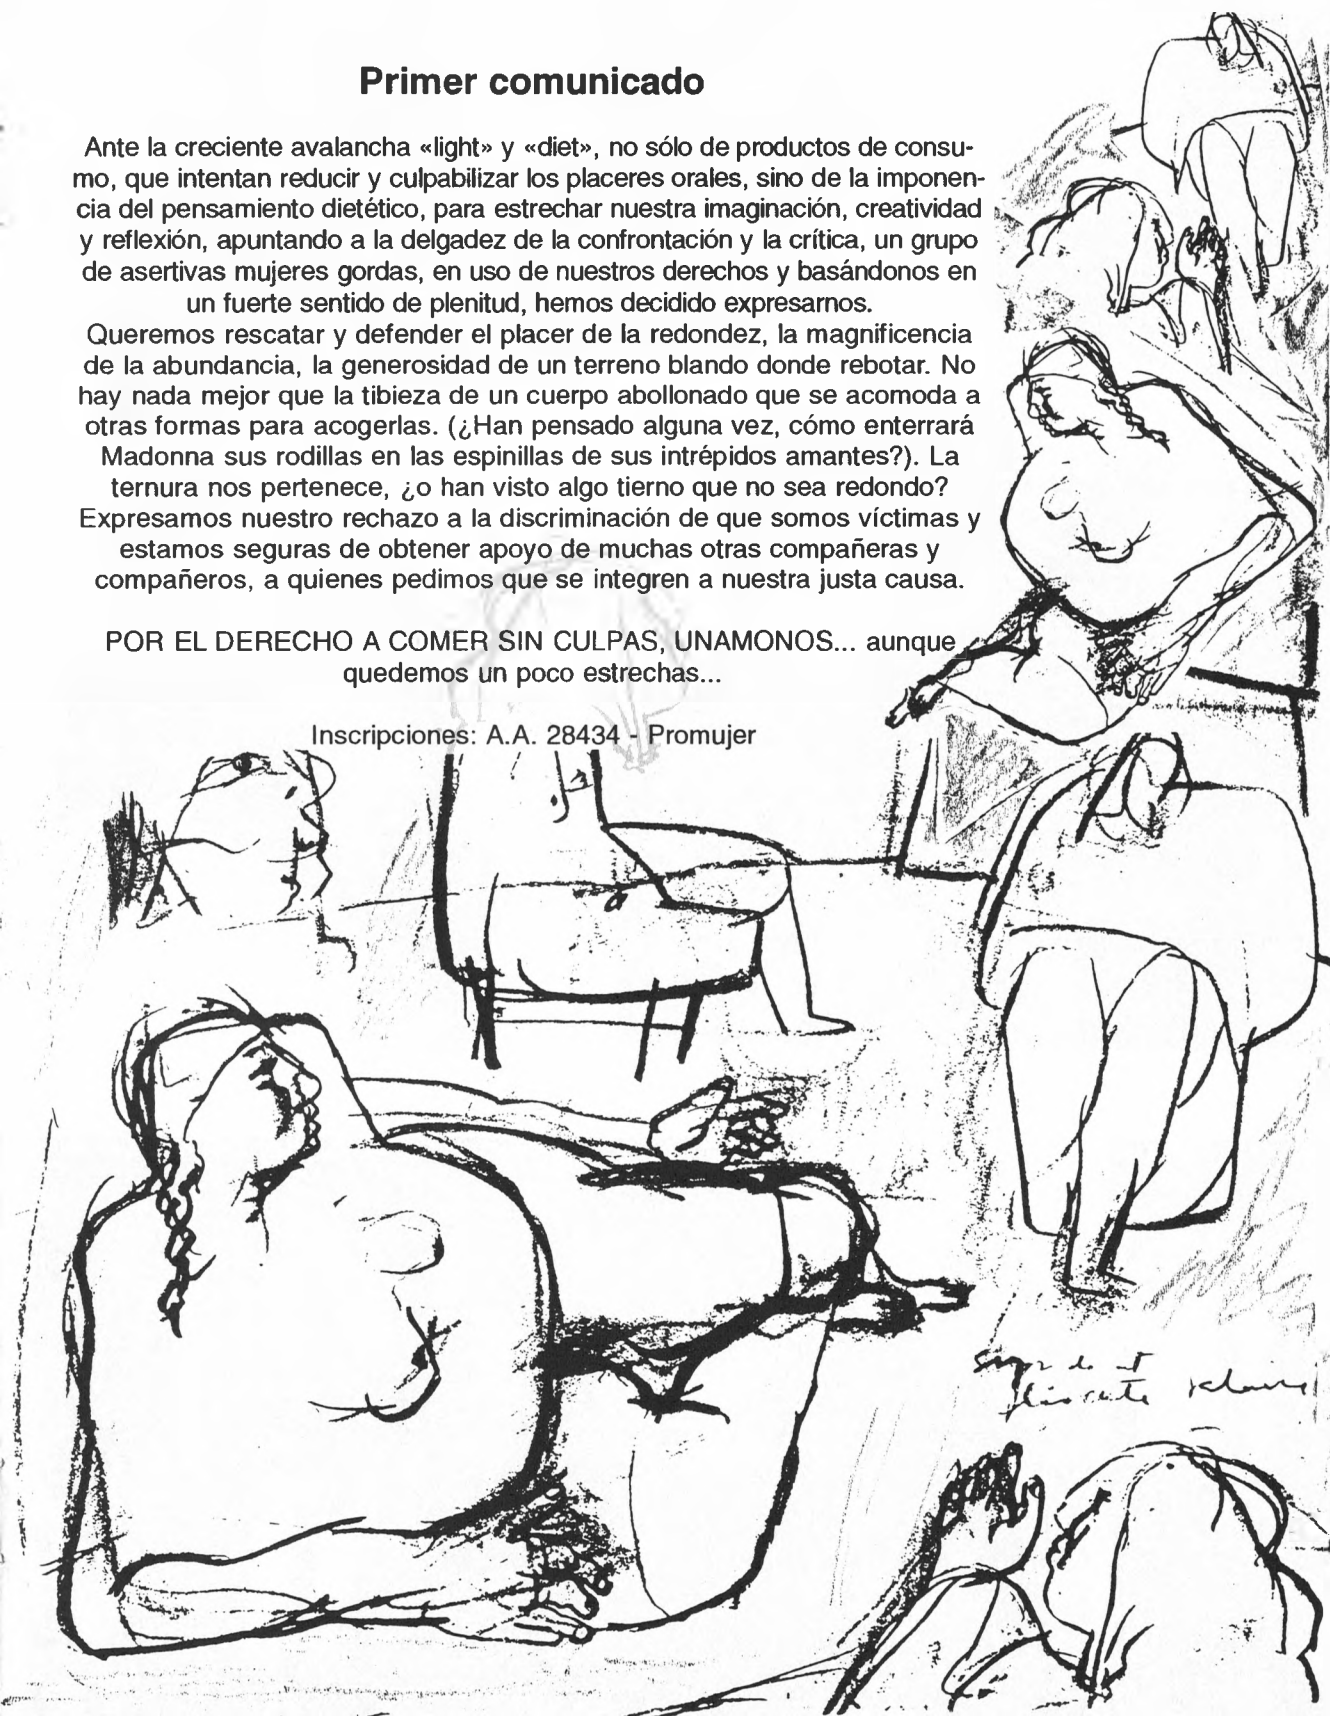 Primer comunicado
Ante la creciente avalancha «light» y «diet», no sólo de productos de consu-
mo, que intentan reducir y culpabilizar los placeres orales, sino de la imponen-
cia del pensamiento dietético, para estrechar nuestra imaginación, creatividad
y reflexión, apuntando a la delgadez de la confrontación y la crítica, un grupo
de asertivas mujeres gordas, en uso de nuestros derechos y basándonos en
un fuerte sentido de plenitud, hemos decidido expresarnos.
Queremos rescatar y defender el placer de la redondez, la magnificencia
de la abundancia, la generosidad de un terreno blando donde rebotar. No
hay nada mejor que la tibieza de un cuerpo abollonado que se acomoda a
otras formas para acogerlas. (¿Han pensado alguna vez, cómo enterrará
Madonna sus rodillas en las espinillas de sus intrépidos amantes?). La
ternura nos pertenece, ¿o han visto algo tierno que no sea redondo?
Expresamos nuestro rechazo a la discriminación de que somos víctimas y
estamos seguras de obtener apoyo de muchas otras compañeras y
compañeros, a quienes pedimos que se integren a nuestra justa causa.
POR EL DERECHO A COMER SIN CULPAS, UNAMONOS... aunque
quedemos un poco estrechas...
Inscripciones: A.A. 28434 - Promujer